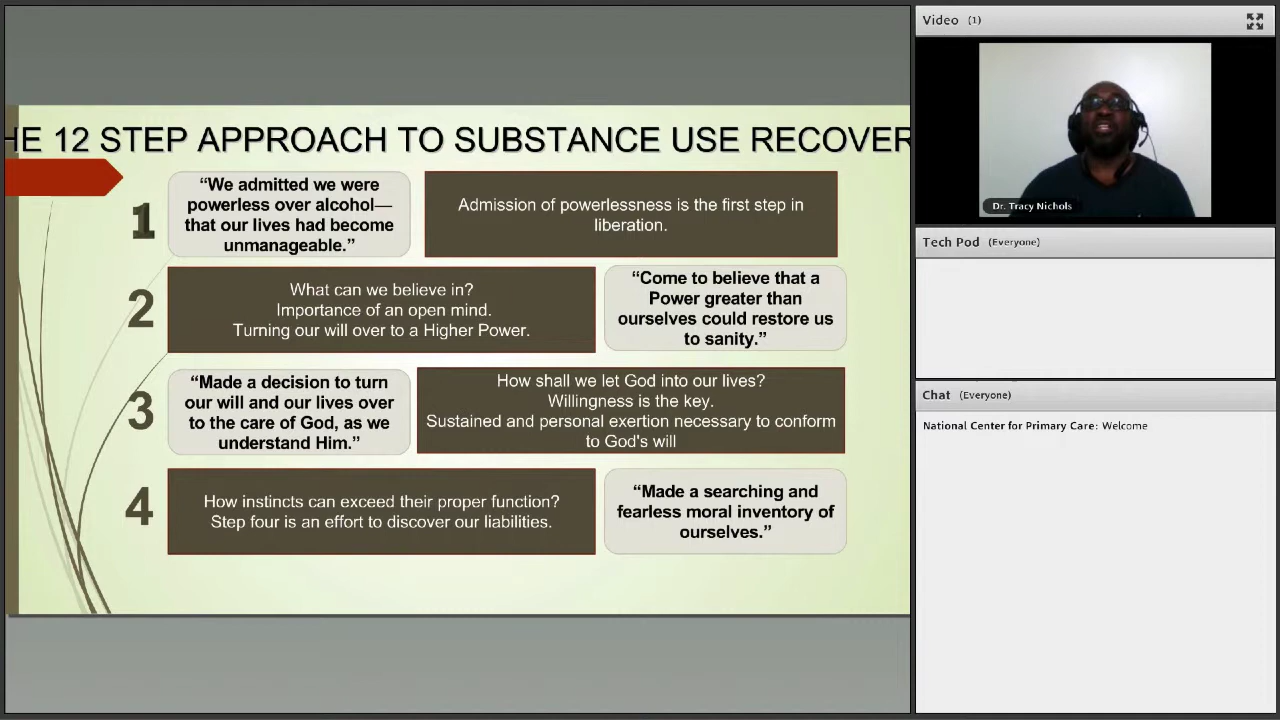 HE 12 STEP APPROACH TO SUBSTANCE USE RECOVER
1
“We admitted we were
powerless over alcohol—
that our lives had become
unmanageable.”
Admission of powerlessness is the first step in
liberation.
2
What can we believe in?
Importance of an open mind.
Turning our will over to a Higher Power.
“Come to believe that a
Power greater than
ourselves could restore us
to sanity.”
3
“Made a decision to turn
our will and our lives over
to the care of God, as we
understand Him.”
How shall we let God into our lives?
Willingness is the key.
Sustained and personal exertion necessary to conform
to God's will
4
How instincts can exceed their proper function?
Step four is an effort to discover our liabilities.
“Made a searching and
fearless moral inventory of
ourselves.”
Video (1)
Dr. Tracy Nichols
Tech Pod (Everyone)
Chat (Everyone)
National Center for Primary Care: Welcome